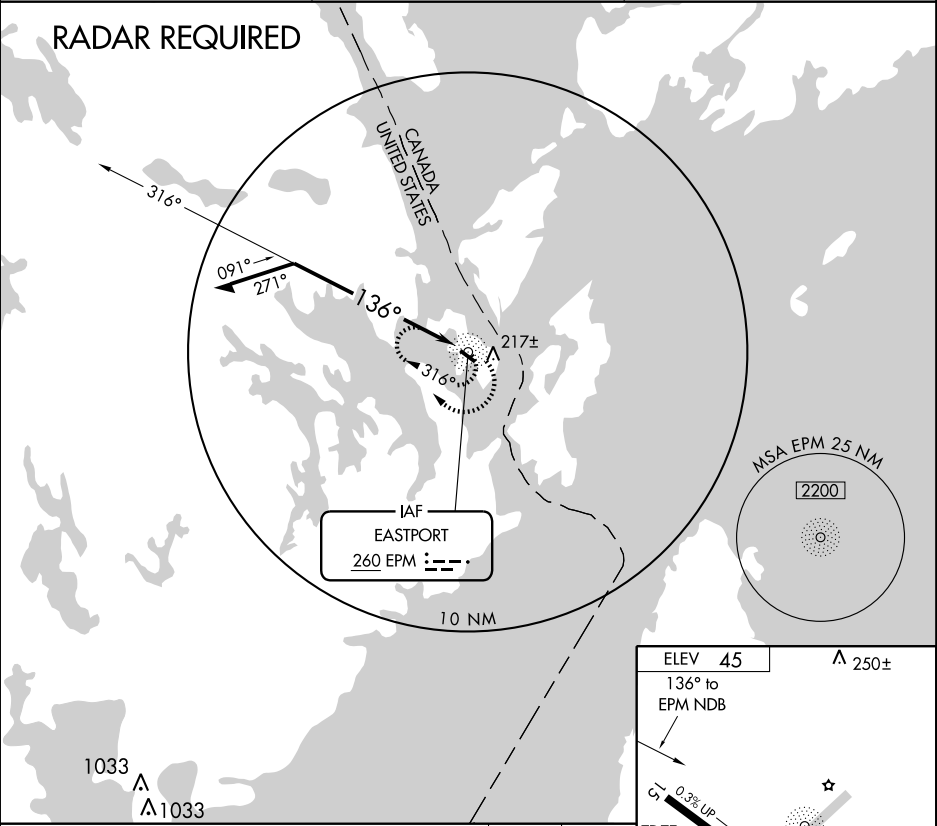 RADAR REQUIRED
CANADA
UNITED STATES
316°
091°
271°
136°
217±
316°
MSA EPM 25 NM
2200
IAF
EASTPORT
260 EPM
10 NM
ELEV 45
250±
136° to
EPM NDB
1033
1033
15
0.3% UP